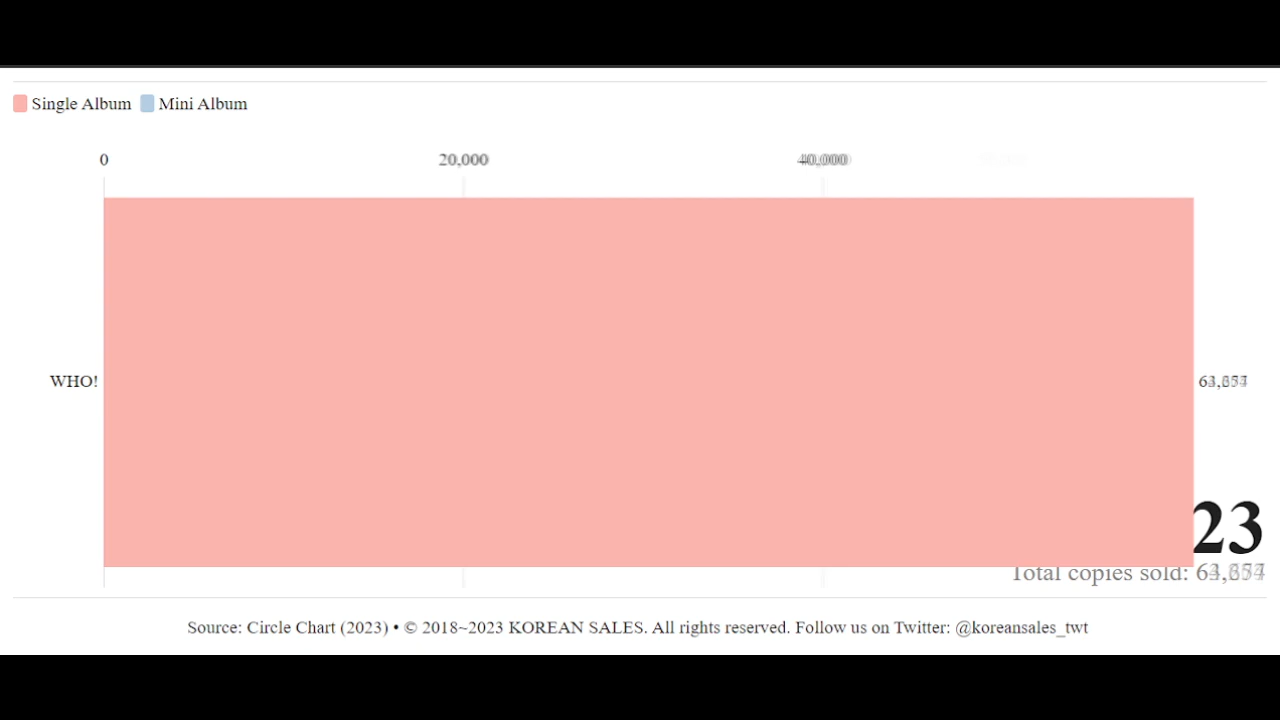 Single Album Mini Album
0 20,000 40,000
WHO!
23
Total copies sold:
Source: Circle Chart (2023) • © 2018~2023 KOREAN SALES. All rights reserved. Follow us on Twitter: @koreansales_twt